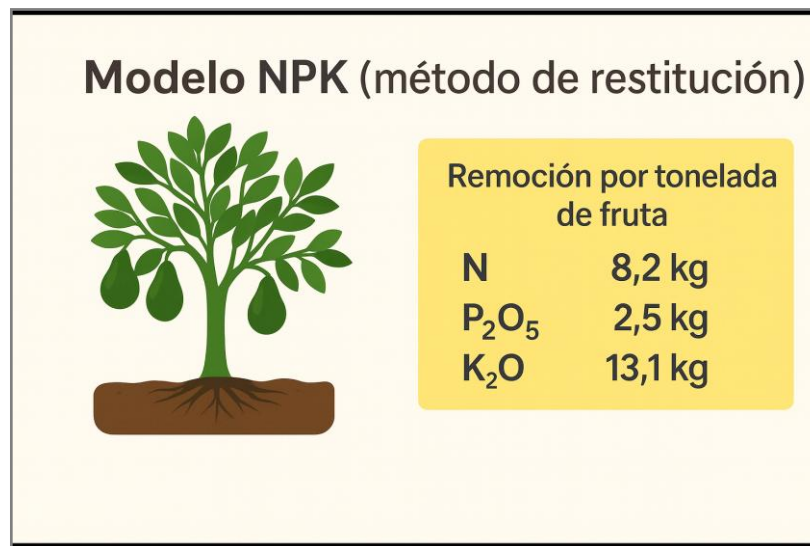 Modelo NPK (método de restitución)
Remoción por tonelada
de fruta
N 8,2 kg
P₂O₅ 2,5 kg
K₂O 13,1 kg